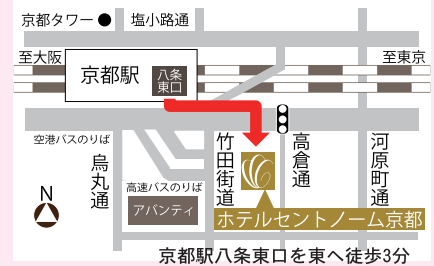 京都タワー
塩小路通
至大阪
至東京
京都駅
八条
東口
空港バスのりば
烏丸通
竹田街道
高倉通
河原町通
高速バスのりば
アバンティ
N
ホテルセントノーム京都
京都駅八条東口を東へ徒歩3分